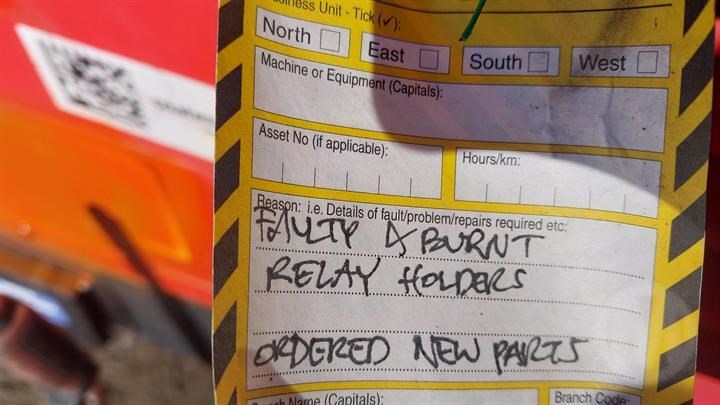 Business Unit - Tick (✓):
North
East
South
West
Machine or Equipment (Capitals):
Asset No (if applicable):
Hours/km:
Reason: i.e. Details of fault/problem/repairs required etc:
FAULTY & BURNT
RELAY HOLDERS
ORDERED NEW PARTS
Name (Capitals):
Branch Code: